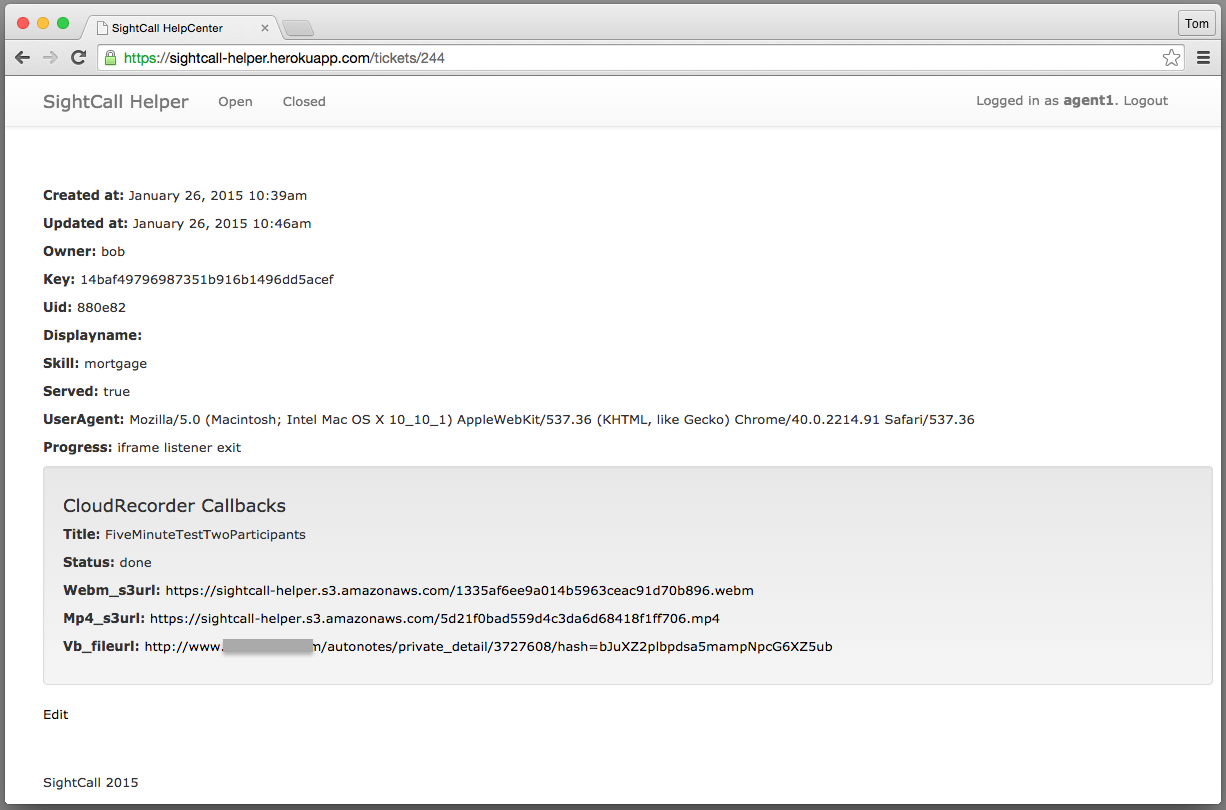 SightCall HelpCenter
Tom
https://sightcall-helper.herokuapp.com/tickets/244
SightCall Helper Open Closed Logged in as agent1. Logout
Created at: January 26, 2015 10:39am
Updated at: January 26, 2015 10:46am
Owner: bob
Key: 14baf49796987351b916b1496dd5acef
Uid: 880e82
Displayname:
Skill: mortgage
Served: true
UserAgent: Mozilla/5.0 (Macintosh; Intel Mac OS X 10_10_1) AppleWebKit/537.36 (KHTML, like Gecko) Chrome/40.0.2214.91 Safari/537.36
Progress: iframe listener exit
CloudRecorder Callbacks
Title: FiveMinuteTestTwoParticipants
Status: done
Webm_s3url: https://sightcall-helper.s3.amazonaws.com/1335af6ee9a014b5963ceac91d70b896.webm
Mp4_s3url: https://sightcall-helper.s3.amazonaws.com/5d21f0bad559d4c3da6d68418f1ff706.mp4
Vb_fileurl: http://www. m/autonotes/private_detail/3727608/hash=bJuXZ2plbpdsa5mampNpcG6XZ5ub
Edit
SightCall 2015